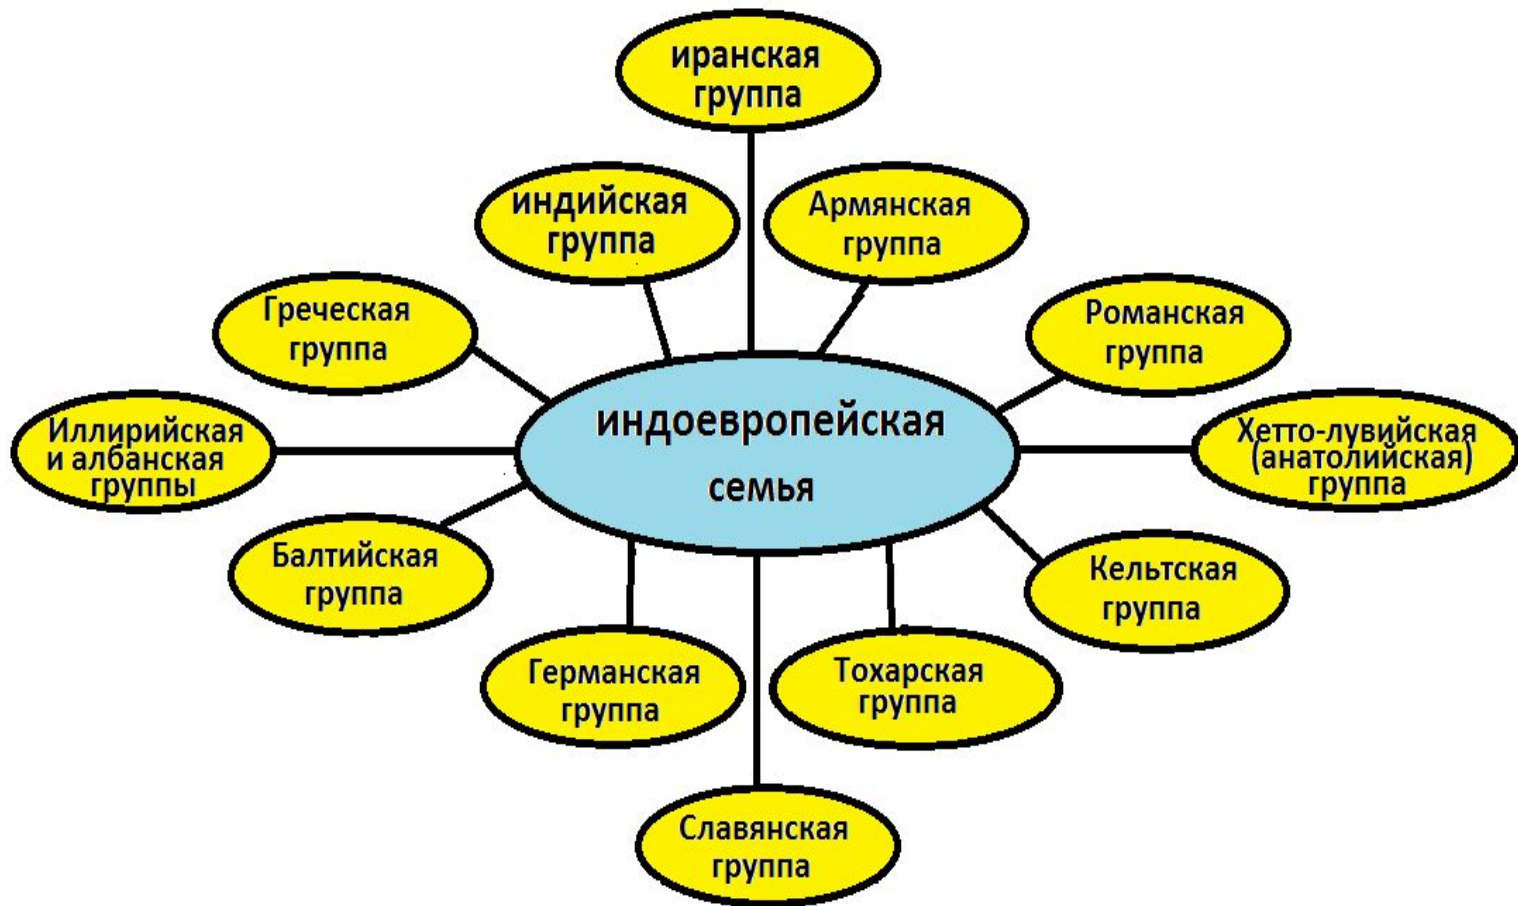 иранская
группа
индийская
группа
Армянская
группа
Греческая
группа
Романская
группа
индоевропейская
семья
Иллирийская
и албанская
группы
Хетто-лувийская
(анатолийская)
группа
Балтийская
группа
Кельтская
группа
Германская
группа
Тохарская
группа
Славянская
группа